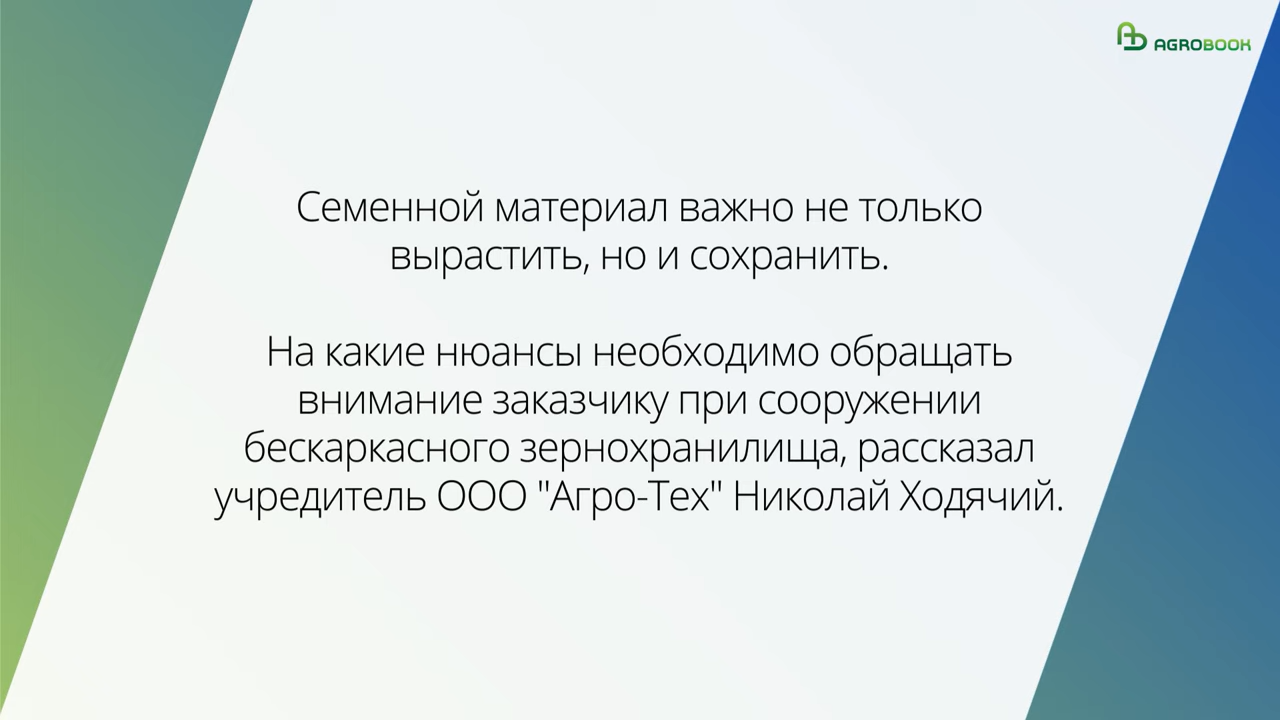 AGROBOOK
Семенной материал важно не только
вырастить, но и сохранить.
На какие нюансы необходимо обращать
внимание заказчику при сооружении
бескаркасного зернохранилища, рассказал
учредитель ООО "Агро-Тех" Николай Ходячий.